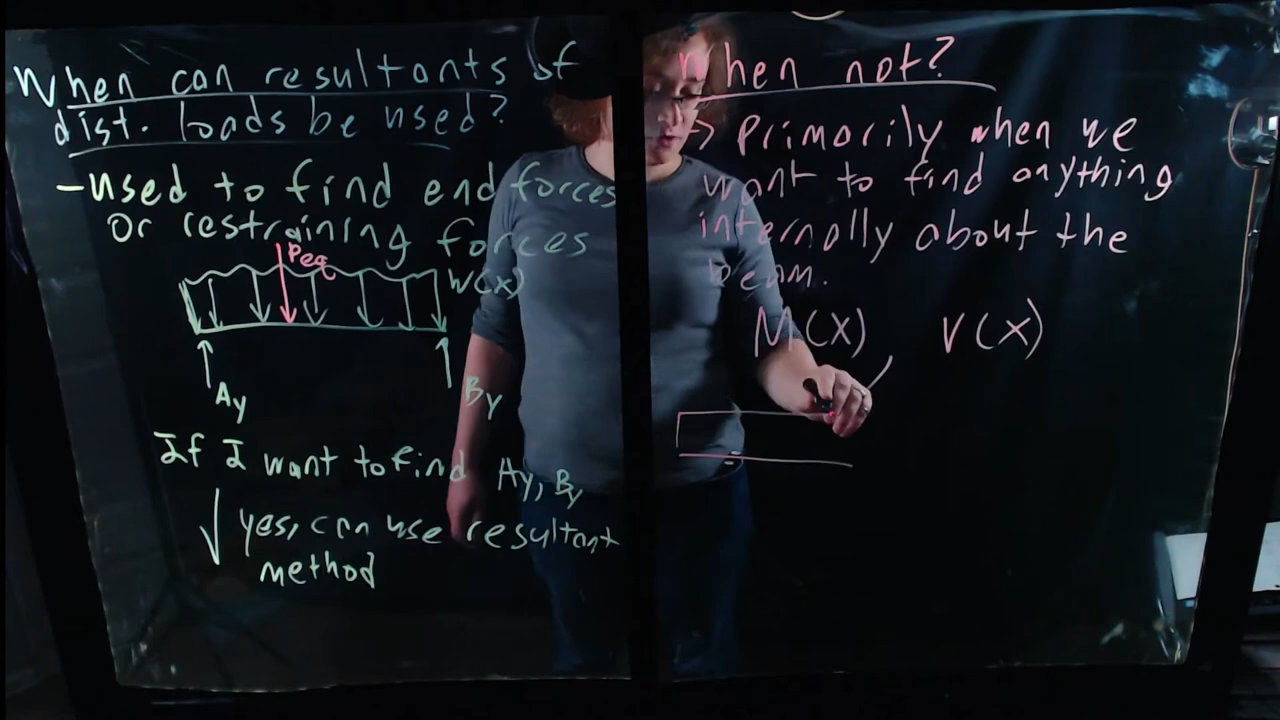 When can resultants of
dist. loads be used?
- used to find end forces
or restraining forces
Peq
W(x)
Ay
By
If I want to find Ay, By
√ yes, can use resultant
method
When not?
-> Primarily when we
want to find anything
internally about the
beam.
M(x) V(x)